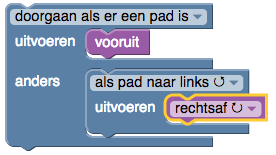 doorgaan als er een pad is
uitvoeren vooruit
anders als pad naar links ↺
uitvoeren rechtsaf ↻